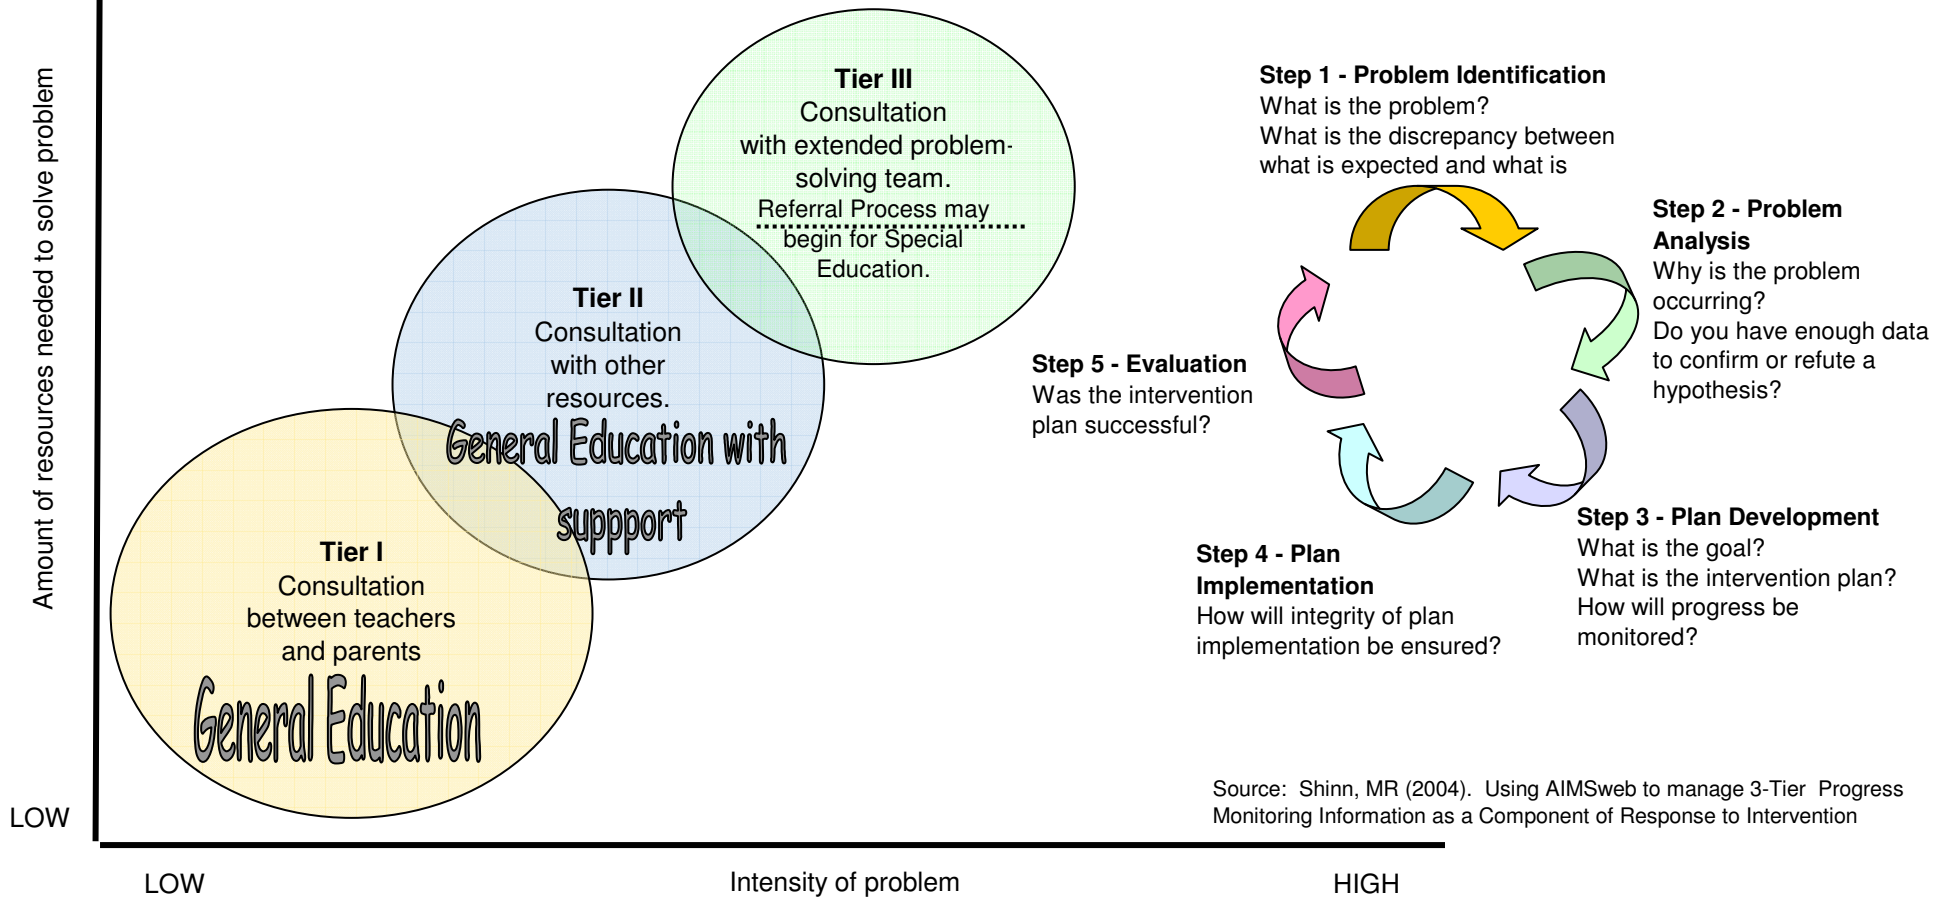 Amount of resources needed to solve problem
Tier III
Consultation
with extended problem-
solving team.
Referral Process may
begin for Special
Education.
Tier II
Consultation
with other
resources.
General Education with
suppport
Tier I
Consultation
between teachers
and parents
General Education
Step 1 - Problem Identification
What is the problem?
What is the discrepancy between
what is expected and what is
Step 2 - Problem
Analysis
Why is the problem
occurring?
Do you have enough data
to confirm or refute a
hypothesis?
Step 3 - Plan Development
What is the goal?
What is the intervention plan?
How will progress be
monitored?
Step 4 - Plan
Implementation
How will integrity of plan
implementation be ensured?
Step 5 - Evaluation
Was the intervention
plan successful?
Source:  Shinn, MR (2004).  Using AIMSweb to manage 3-Tier  Progress
Monitoring Information as a Component of Response to Intervention
LOW
LOW
Intensity of problem
HIGH